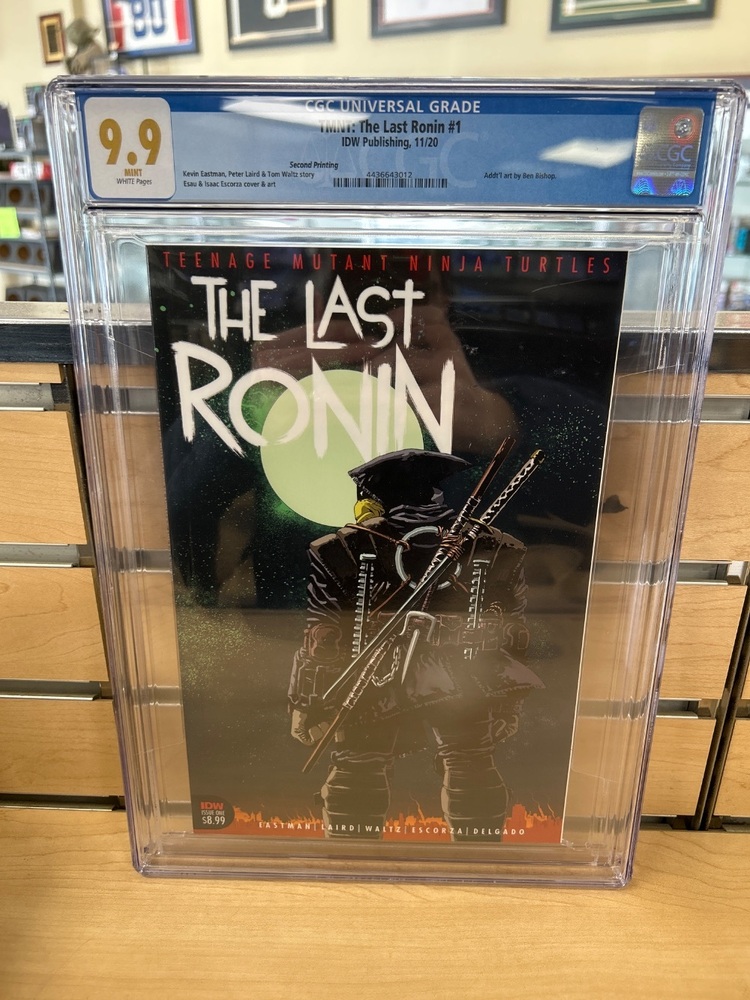 80
CGC UNIVERSAL GRADE
9.9
MINT
WHITE Pages
TMNT: The Last Ronin #1
IDW Publishing, 11/20
Second Printing
Kevin Eastman, Peter Laird & Tom Waltz story
Esau & Isaac Escorza cover & art
4436643012
Addt'l art by Ben Bishop.
CGC
TEENAGE MUTANT NINJA TURTLES
THE LAST
RONIN
IDW
ISSUE ONE
$8.99
EASTMAN | LAIRD | WALTZ | ESCORZA | DELGADO